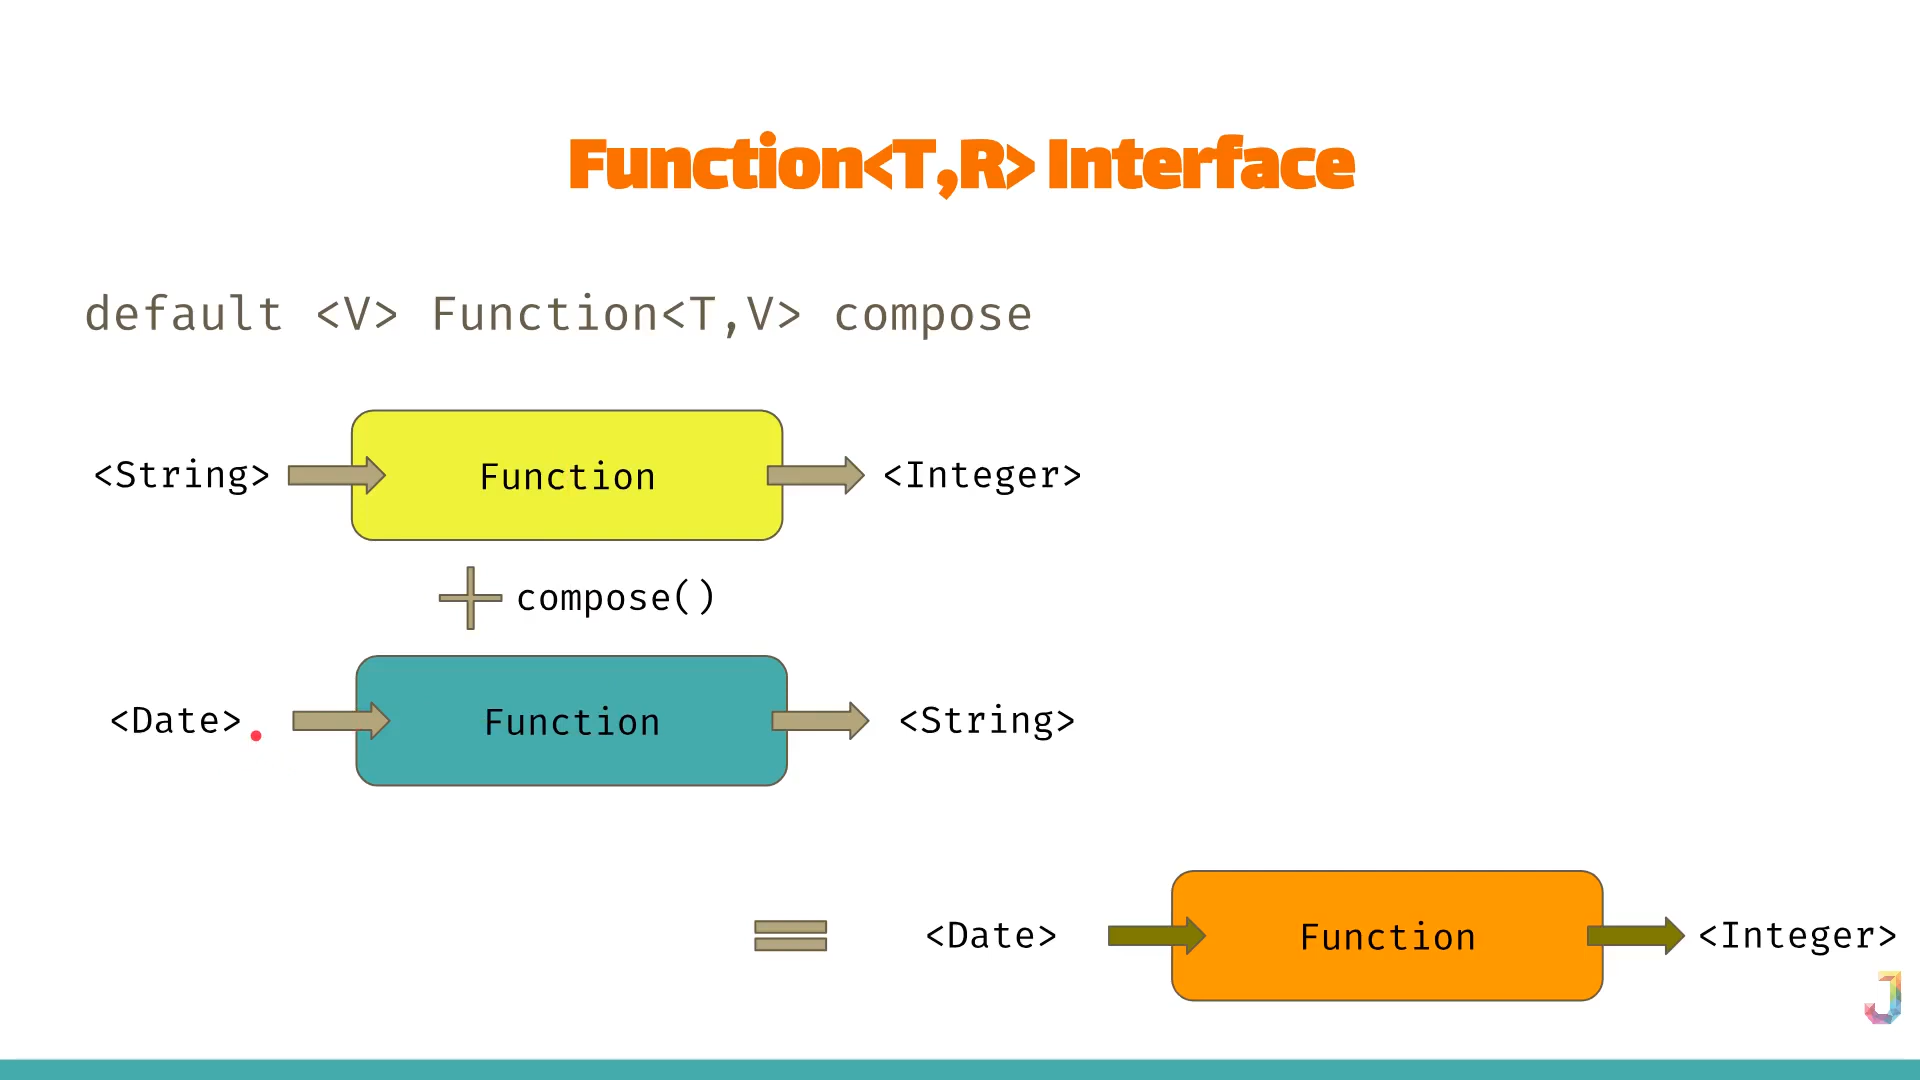 Function<T,R> Interface
default <V> Function<T,V> compose
<String> Function <Integer>
compose()
<Date> Function <String>
<Date> Function <Integer>
J